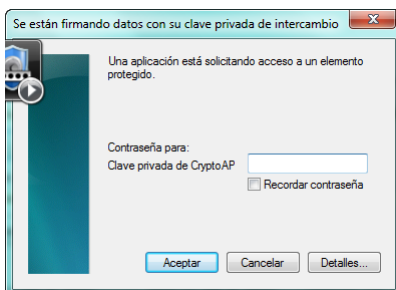 Se están firmando datos con su clave privada de intercambio
Una aplicación está solicitando acceso a un elemento
protegido.
Contraseña para:
Clave privada de CryptoAP
Recordar contraseña
Aceptar
Cancelar
Detalles...